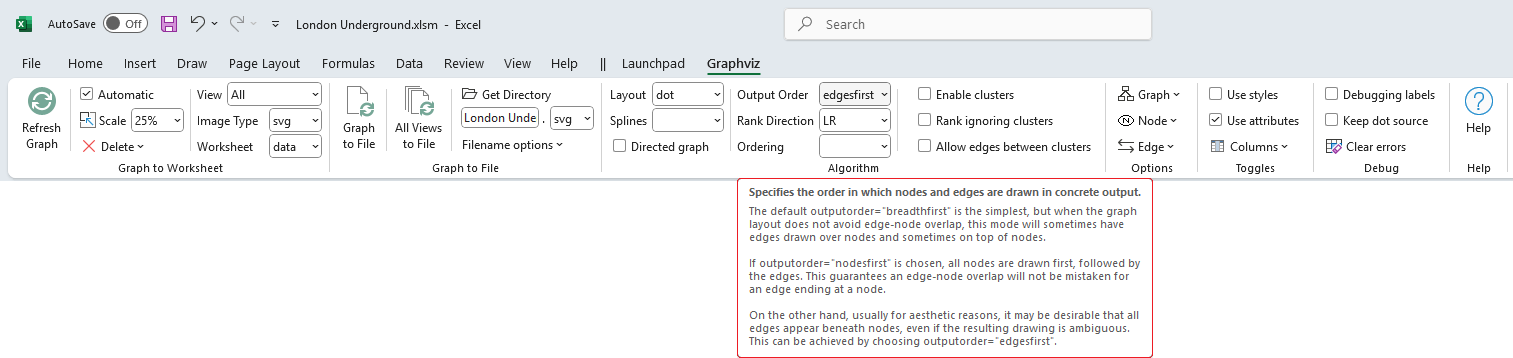 AutoSave Off London Underground.xlsm - Excel Search
File Home Insert Draw Page Layout Formulas Data Review View Help || Launchpad Graphviz
Refresh Graph
Automatic
Scale 25%
Delete
View All
Image Type svg
Worksheet data
Graph to Worksheet
Graph to File
All Views to File
Get Directory
London Unde . svg
Filename options
Graph to File
Layout dot
Splines
Directed graph
Output Order edgesfirst
Rank Direction LR
Ordering
Enable clusters
Rank ignoring clusters
Allow edges between clusters
Algorithm
Graph
Node
Edge
Options
Use styles
Use attributes
Columns
Toggles
Debugging labels
Keep dot source
Clear errors
Debug
Help
Help
Specifies the order in which nodes and edges are drawn in concrete output.
The default outputorder="breadthfirst" is the simplest, but when the graph
layout does not avoid edge-node overlap, this mode will sometimes have
edges drawn over nodes and sometimes on top of nodes.
If outputorder="nodesfirst" is chosen, all nodes are drawn first, followed by
the edges. This guarantees an edge-node overlap will not be mistaken for
an edge ending at a node.
On the other hand, usually for aesthetic reasons, it may be desirable that all
edges appear beneath nodes, even if the resulting drawing is ambiguous.
This can be achieved by choosing outputorder="edgesfirst".